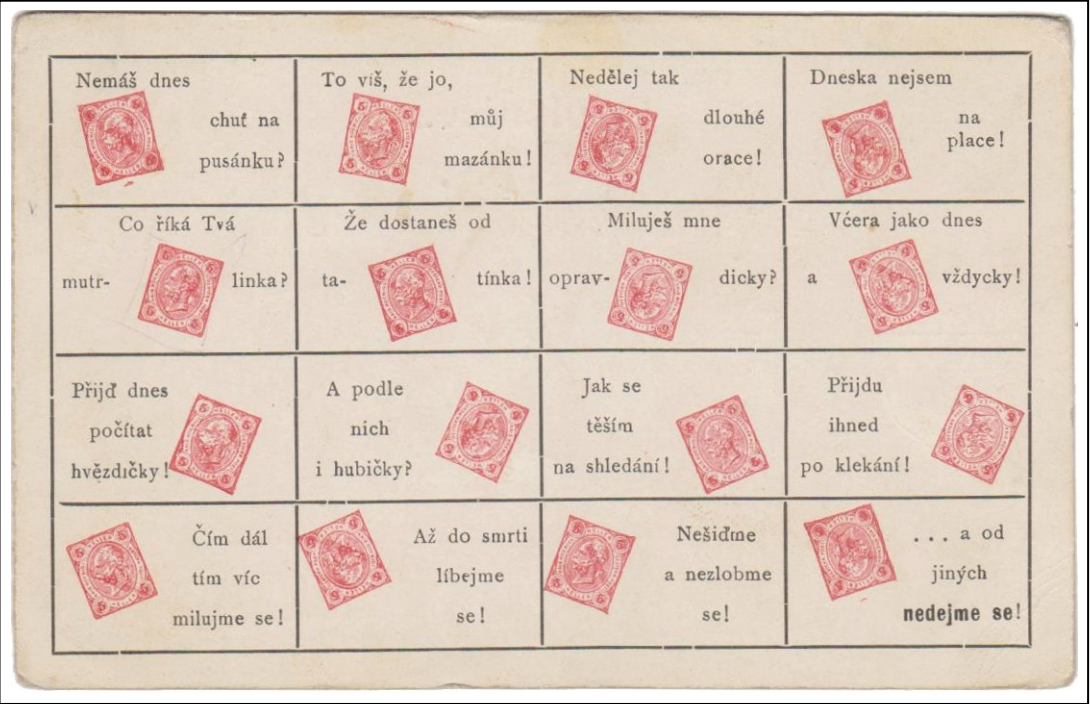 Nemáš dnes
chuť na
pusánku?
To víš, že jo,
můj
mazánku!
Nedělej tak
dlouhé
orace!
Dneska nejsem
na
place!
Co říká Tvá
mutr- linka?
Že dostaneš od
ta- tínka!
Miluješ mne
oprav- dicky?
Vćera jako dnes
a vždycky!
Přijď dnes
počítat
hvězdičky!
A podle
nich
i hubičky?
Jak se
těším
na shledání!
Přijdu
ihned
po klekání!
Čím dál
tím víc
milujme se!
Až do smrti
líbejme
se!
Nešiďme
a nezlobme
se!
... a od
jiných
nedejme se!